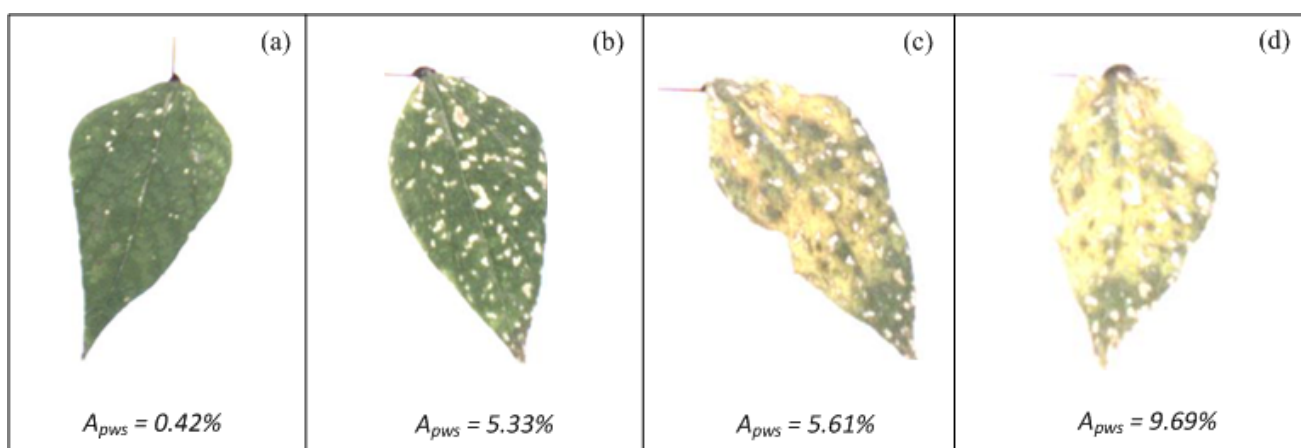 (a)
(b)
(c)
(d)
A_pws = 0.42%
A_pws = 5.33%
A_pws = 5.61%
A_pws = 9.69%